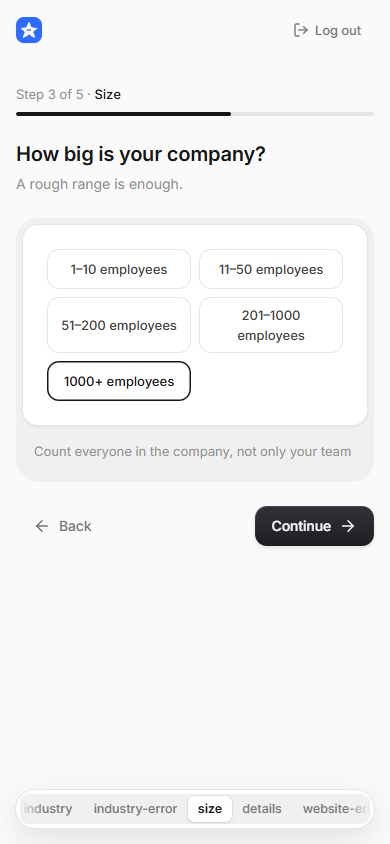 Log out
Step 3 of 5 · Size
How big is your company?
A rough range is enough.
1–10 employees
11–50 employees
51–200 employees
201–1000
employees
1000+ employees
Count everyone in the company, not only your team
Back
Continue
industry industry-error size details website-er